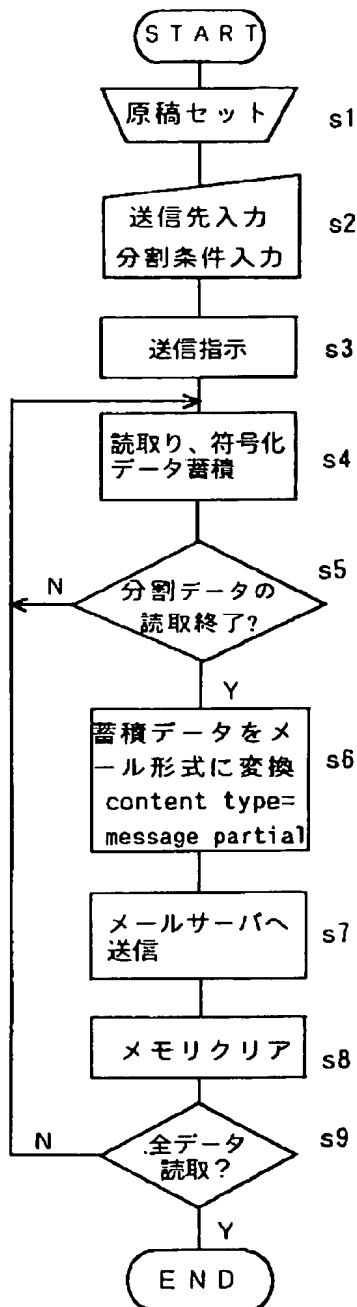 START
原稿セット s1
送信先入力
分割条件入力 s2
送信指示 s3
読取り、符号化
データ蓄積 s4
分割データの
読取終了? s5
N
Y
蓄積データをメ
ール形式に変換
content type=
message partial s6
メールサーバへ
送信 s7
メモリクリア s8
全データ
読取? s9
N
Y
END